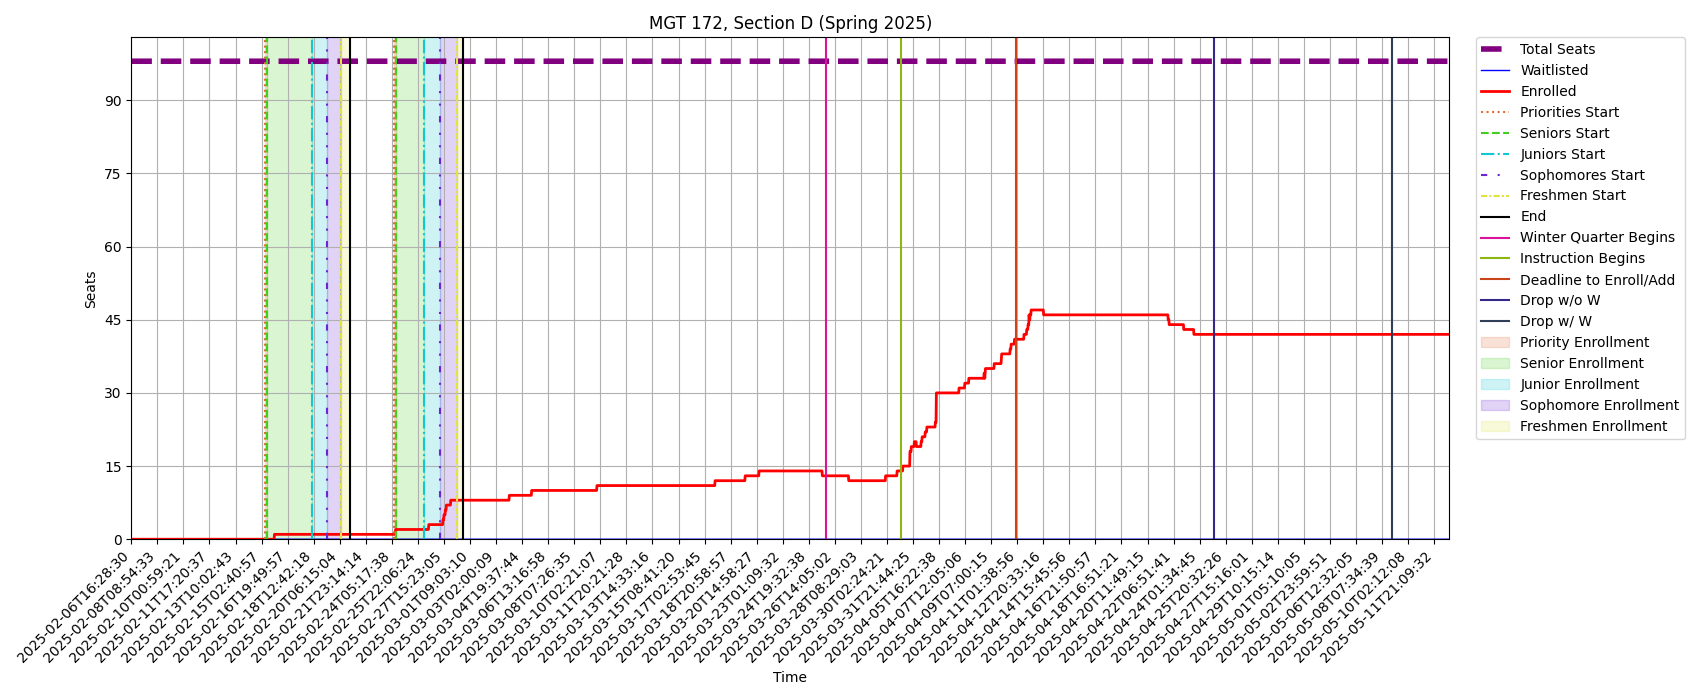 MGT 172, Section D (Spring 2025)
Seats
90
75
60
45
30
15
0
2025-02-06T16:28:30
2025-02-08T08:54:33
2025-02-10T00:59:21
2025-02-11T17:20:37
2025-02-13T10:02:43
2025-02-15T02:40:57
2025-02-16T19:49:57
2025-02-18T12:42:18
2025-02-20T06:15:04
2025-02-21T23:14:14
2025-02-24T05:17:38
2025-02-25T22:06:24
2025-02-27T15:23:05
2025-03-01T09:03:10
2025-03-03T02:00:09
2025-03-04T19:37:44
2025-03-06T13:16:58
2025-03-08T07:26:35
2025-03-10T02:21:07
2025-03-11T20:21:28
2025-03-13T14:33:16
2025-03-15T08:41:20
2025-03-17T02:53:45
2025-03-18T20:58:57
2025-03-20T14:58:27
2025-03-23T01:09:32
2025-03-24T19:32:38
2025-03-26T14:05:02
2025-03-28T08:29:03
2025-03-30T02:24:21
2025-03-31T21:44:25
2025-04-05T16:22:38
2025-04-07T12:05:06
2025-04-09T07:00:15
2025-04-11T01:38:56
2025-04-12T20:33:16
2025-04-14T15:45:56
2025-04-16T11:50:57
2025-04-18T16:51:21
2025-04-20T11:49:15
2025-04-22T06:51:41
2025-04-24T01:34:45
2025-04-25T20:32:26
2025-04-27T15:16:01
2025-04-29T10:15:14
2025-05-01T05:10:05
2025-05-02T23:59:51
2025-05-06T12:32:05
2025-05-08T07:34:39
2025-05-10T02:12:08
2025-05-11T21:09:32
Time
Total Seats
Waitlisted
Enrolled
Priorities Start
Seniors Start
Juniors Start
Sophomores Start
Freshmen Start
End
Winter Quarter Begins
Instruction Begins
Deadline to Enroll/Add
Drop w/o W
Drop w/ W
Priority Enrollment
Senior Enrollment
Junior Enrollment
Sophomore Enrollment
Freshmen Enrollment